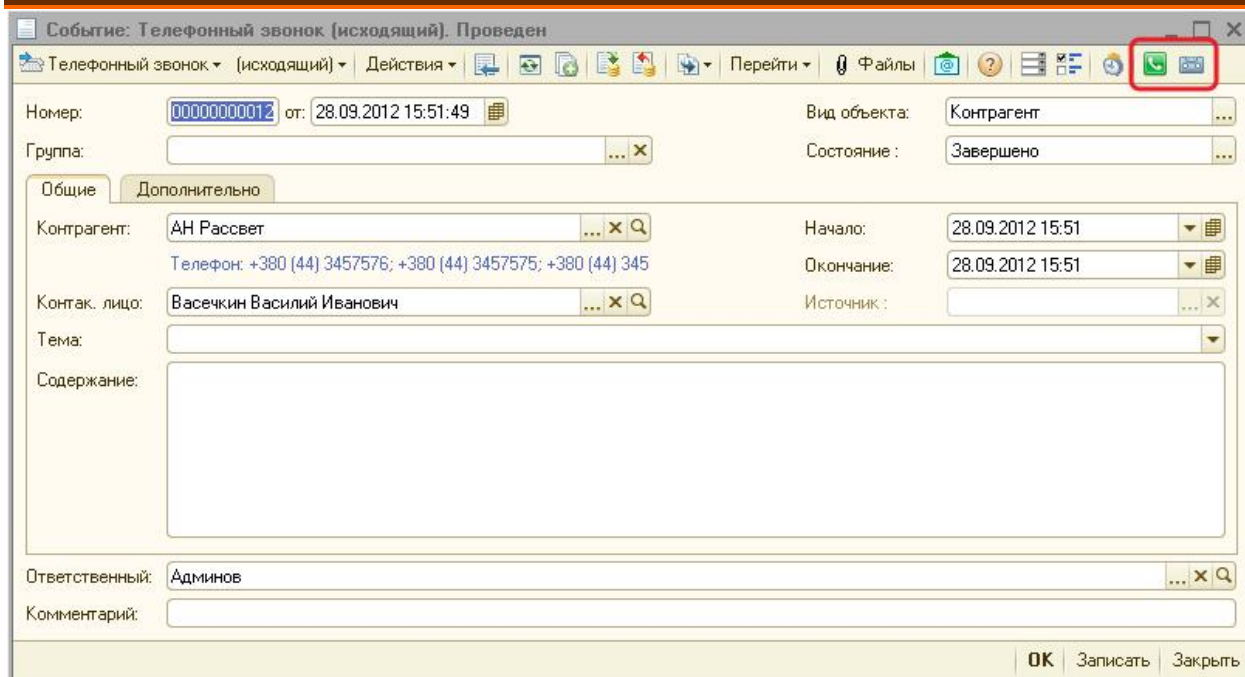 Событие: Телефонный звонок (исходящий). Проведен
Телефонный звонок (исходящий) Действия Перейти Файлы
Номер: 00000000012 от: 28.09.2012 15:51:49 Вид объекта: Контрагент ...
Группа: ... Состояние : Завершено ...
Общие Дополнительно
Контрагент: АН Рассвет ... Начало: 28.09.2012 15:51
Телефон: +380 (44) 3457576; +380 (44) 3457575; +380 (44) 345 Окончание: 28.09.2012 15:51
Контак. лицо: Васечкин Василий Иванович ... Источник : ...
Тема:
Содержание:
Ответственный: Админов ...
Комментарий:
OK Записать Закрыть